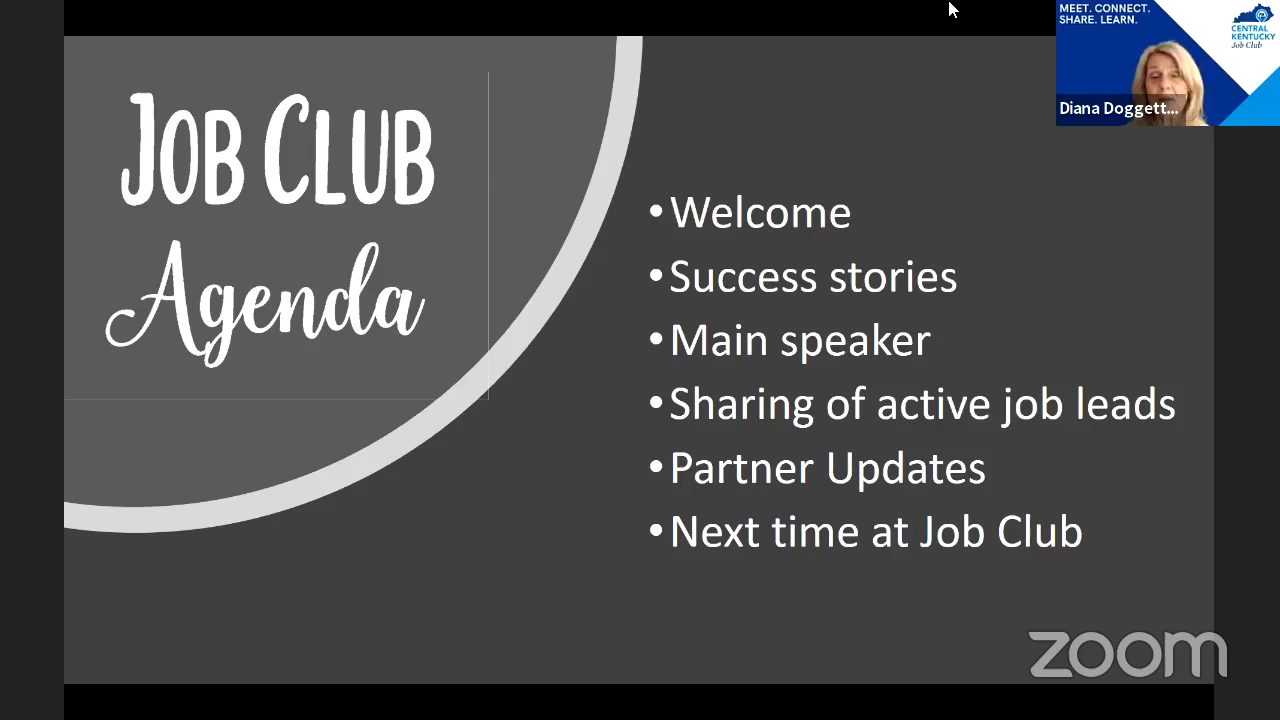 MEET. CONNECT.
SHARE. LEARN.
CENTRAL
KENTUCKY
Job Club
Diana Doggett...
JOB CLUB
Agenda
•Welcome
•Success stories
•Main speaker
•Sharing of active job leads
•Partner Updates
•Next time at Job Club
zoom